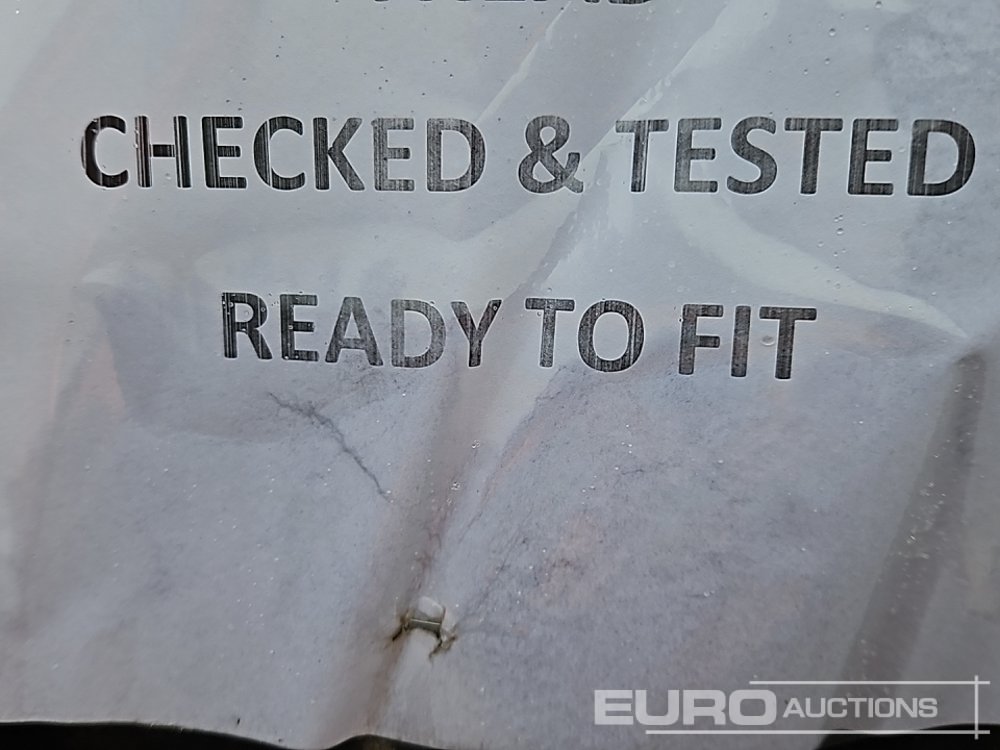 CHECKED & TESTED
READY TO FIT
EURO AUCTIONS